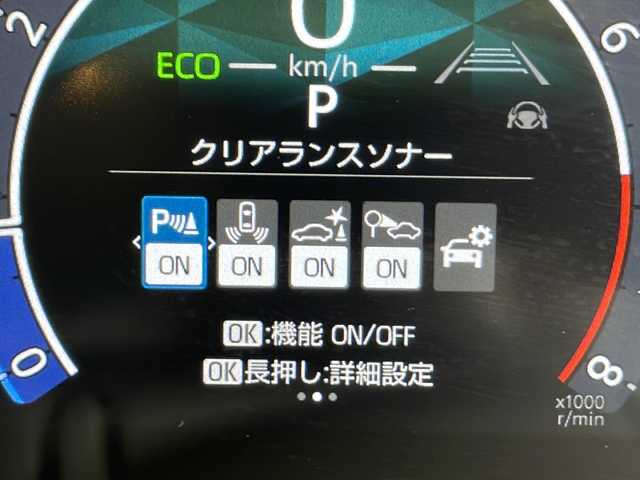 2
0
6
ECO
km/h
P
クリアランスソナー
P
ON
ON
ON
ON
OK:機能 ON/OFF
OK長押し:詳細設定
0
8
x1000
r/min